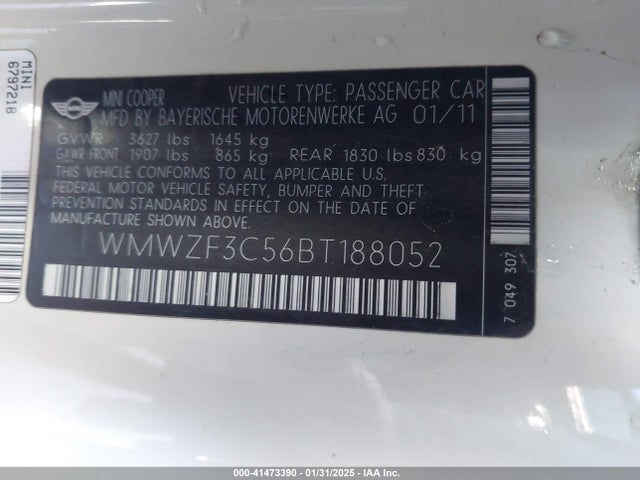 MINI
6797218
MINI COOPER
VEHICLE TYPE: PASSENGER CAR
MFD BY BAYERISCHE MOTORENWERKE AG 01/11
GVWR 3627 lbs 1645 kg
GAWR FRONT 1907 lbs 865 kg REAR 1830 lbs 830 kg
THIS VEHICLE CONFORMS TO ALL APPLICABLE U.S.
FEDERAL MOTOR VEHICLE SAFETY, BUMPER AND THEFT
PREVENTION STANDARDS IN EFFECT ON THE DATE OF
MANUFACTURE SHOWN ABOVE.
WMWZF3C56BT188052
7 049 307
000-41473390 - 01/31/2025 - IAA Inc.